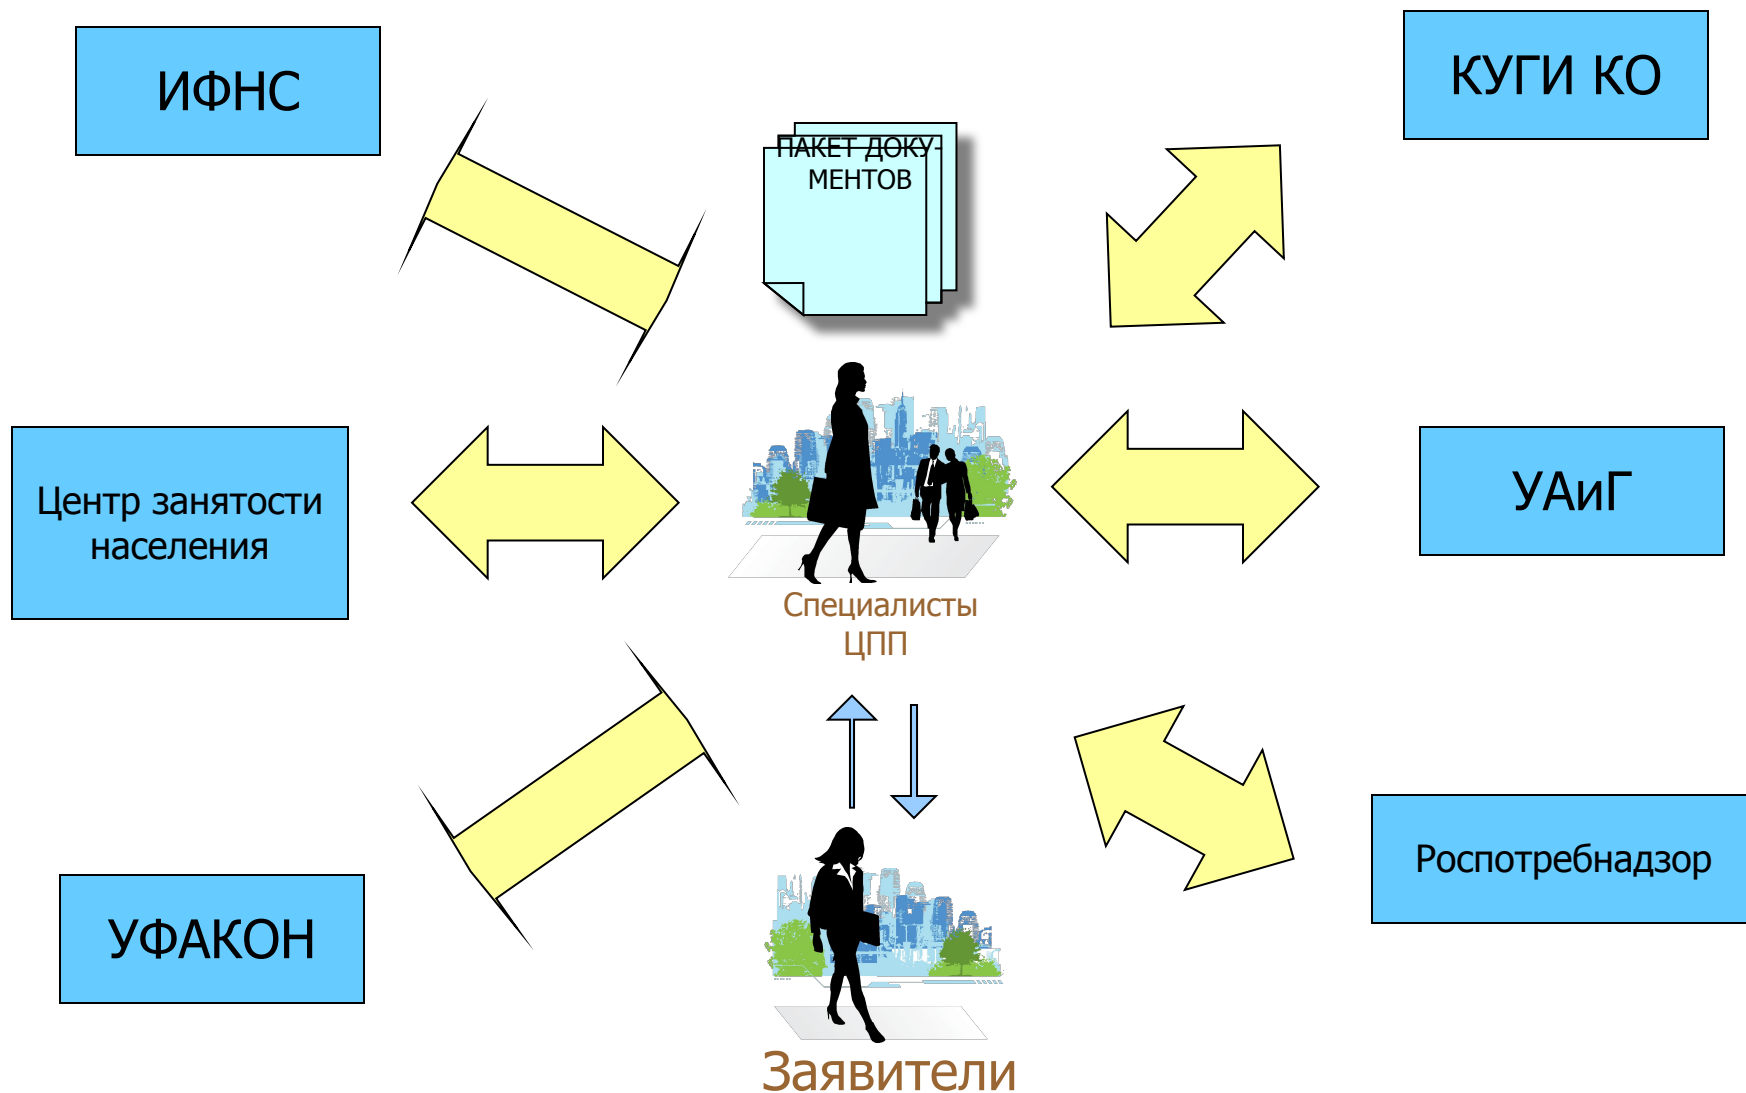 ИФНС
КУГИ КО
ПАКЕТ ДОКУ-
МЕНТОВ
Центр занятости
населения
УАиГ
Специалисты
ЦПП
УФАКОН
Роспотребнадзор
Заявители